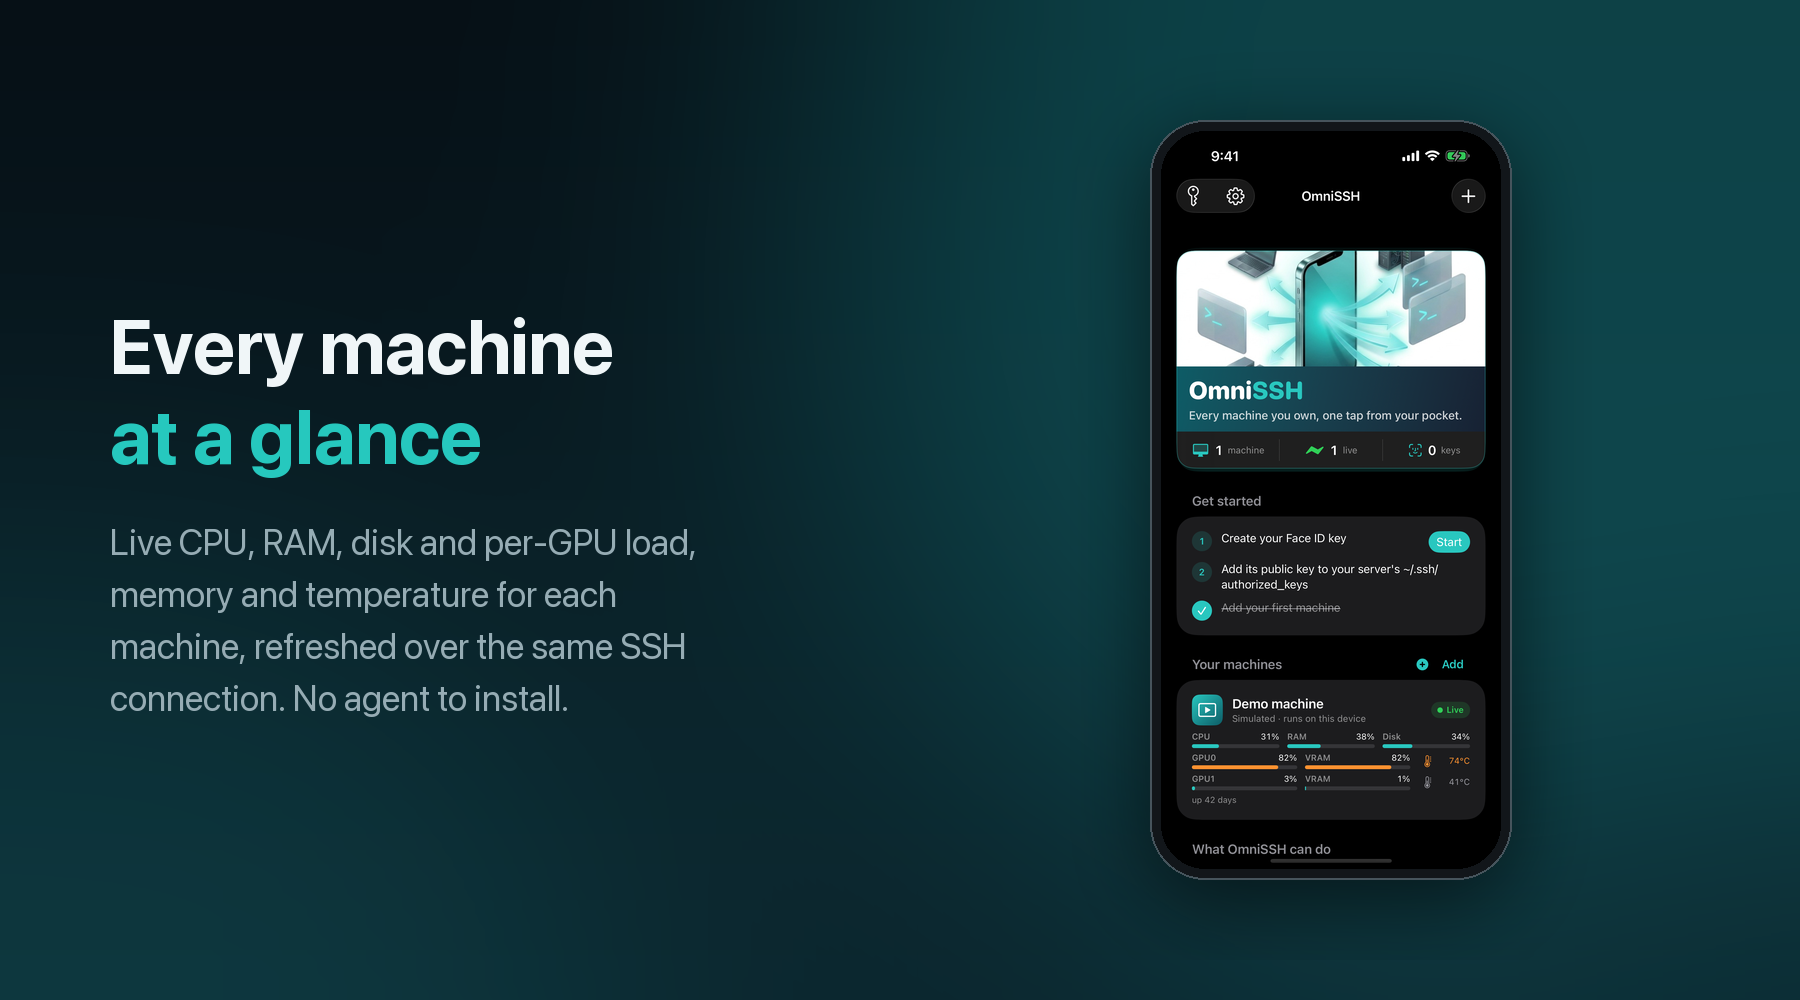 Every machine
at a glance
Live CPU, RAM, disk and per-GPU load,
memory and temperature for each
machine, refreshed over the same SSH
connection. No agent to install.
9:41
OmniSSH
OmniSSH
Every machine you own, one tap from your pocket.
1 machine 1 live 0 keys
Get started
1 Create your Face ID key Start
2 Add its public key to your server's ~/.ssh/
authorized_keys
Add your first machine
Your machines Add
Demo machine
Simulated · runs on this device
Live
CPU 31% RAM 38% Disk 34%
GPU0 82% VRAM 82% 74°C
GPU1 3% VRAM 1% 41°C
up 42 days
What OmniSSH can do